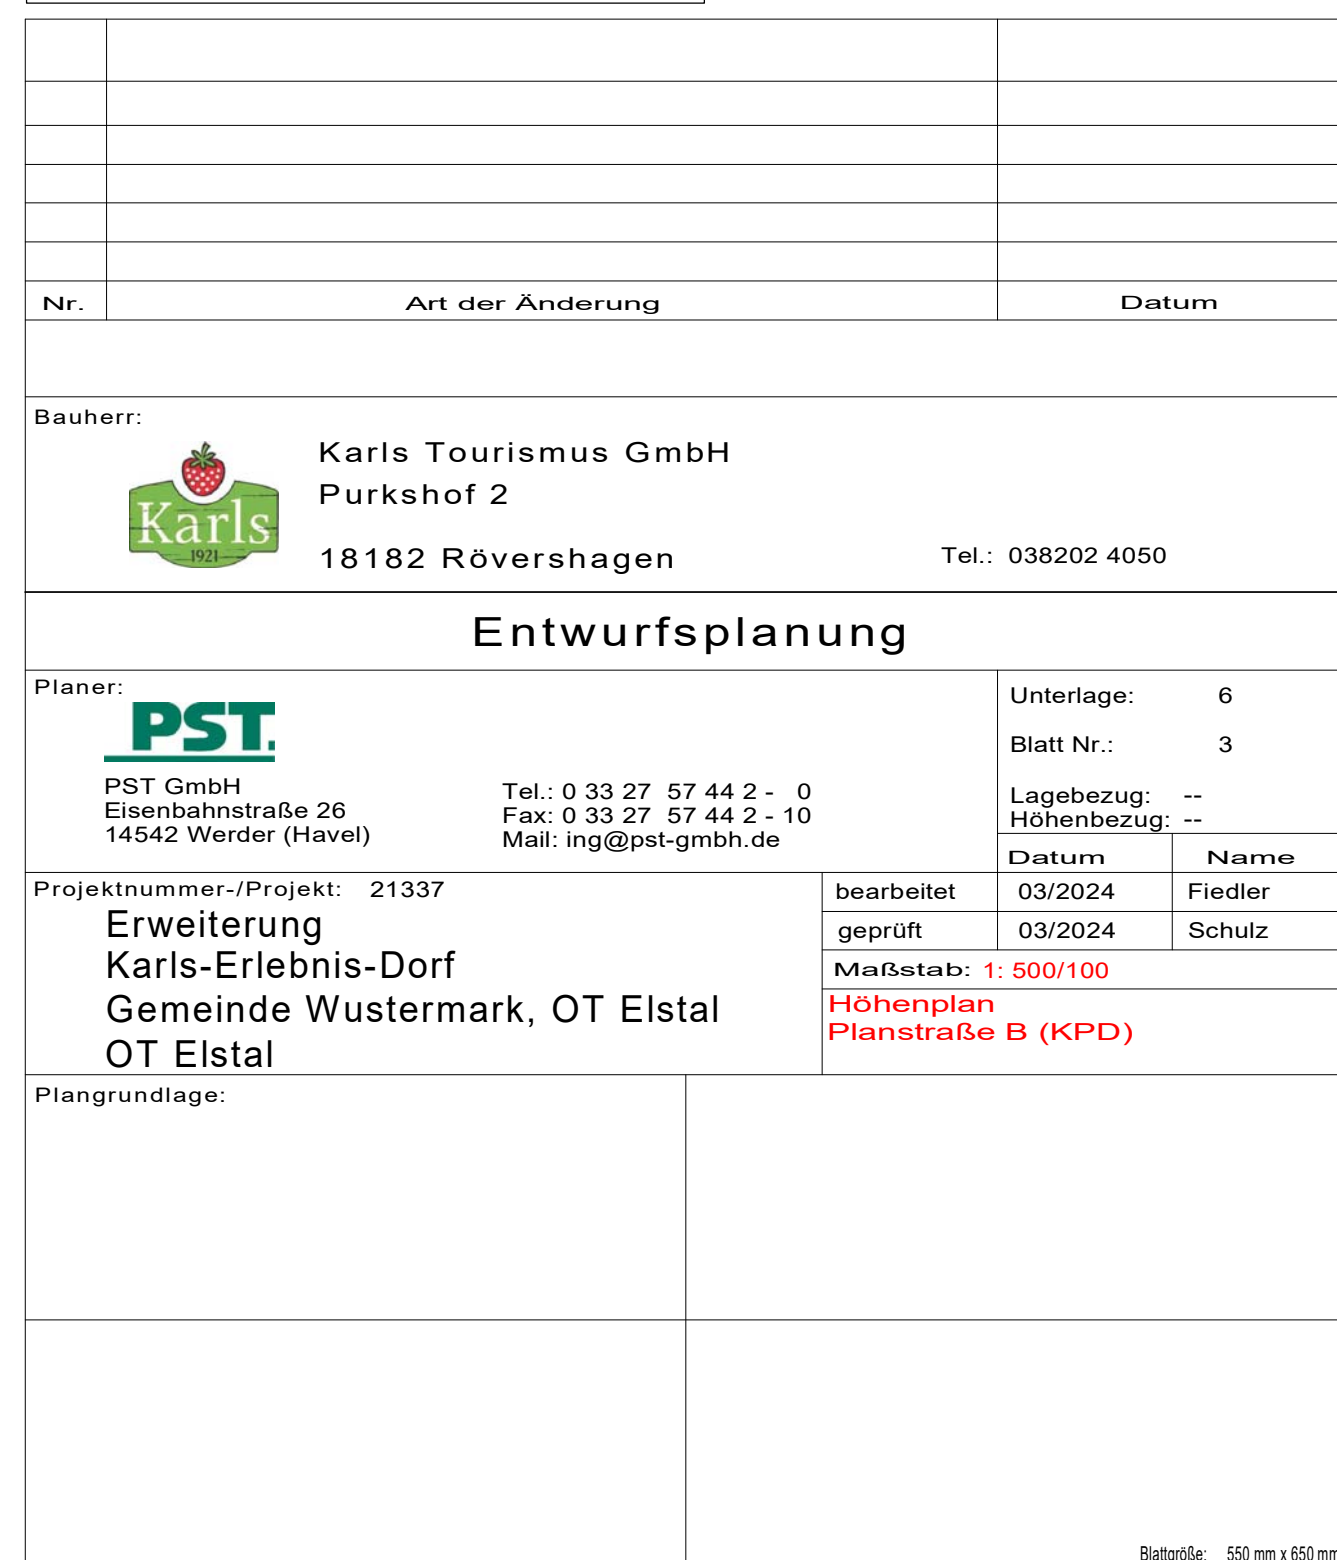 Nr. Art der Änderung Datum
Bauherr:
Karls
1921
Karls Tourismus GmbH
Purkshof 2
18182 Rövershagen Tel.: 038202 4050
Entwurfsplanung
Planer:
PST.
PST GmbH
Eisenbahnstraße 26
14542 Werder (Havel)
Tel.: 0 33 27 57 44 2 - 0
Fax: 0 33 27 57 44 2 - 10
Mail: ing@pst-gmbh.de
Unterlage: 6
Blatt Nr.: 3
Lagebezug: --
Höhenbezug: --
Datum Name
Projektnummer-/Projekt: 21337
Erweiterung
Karls-Erlebnis-Dorf
Gemeinde Wustermark, OT Elstal
OT Elstal
bearbeitet 03/2024 Fiedler
geprüft 03/2024 Schulz
Maßstab: 1: 500/100
Höhenplan
Planstraße B (KPD)
Plangrundlage:
Blattgröße: 550 mm x 650 mm